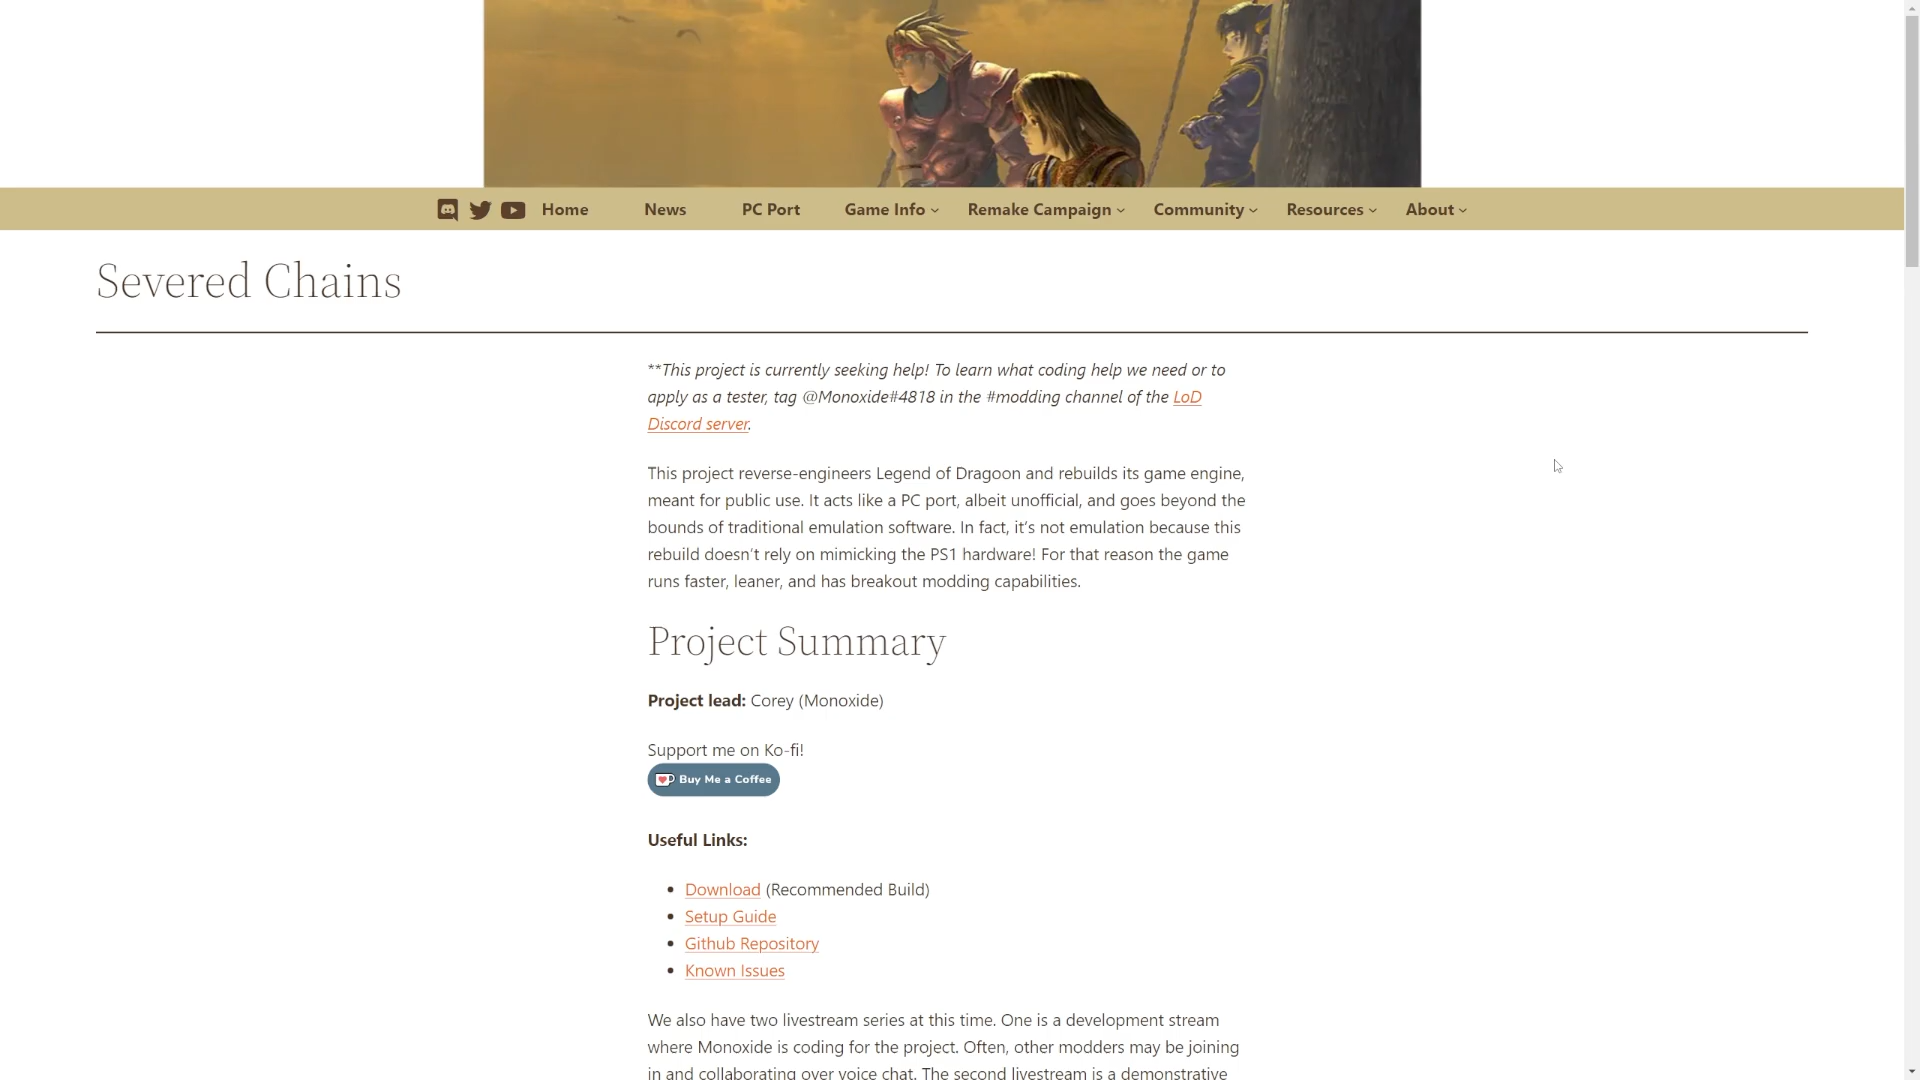 Home News PC Port Game Info Remake Campaign Community Resources About
Severed Chains
**This project is currently seeking help! To learn what coding help we need or to
apply as a tester, tag @Monoxide#4818 in the #modding channel of the LoD
Discord server.
This project reverse-engineers Legend of Dragoon and rebuilds its game engine,
meant for public use. It acts like a PC port, albeit unofficial, and goes beyond the
bounds of traditional emulation software. In fact, it’s not emulation because this
rebuild doesn’t rely on mimicking the PS1 hardware! For that reason the game
runs faster, leaner, and has breakout modding capabilities.
Project Summary
Project lead: Corey (Monoxide)
Support me on Ko-fi!
Buy Me a Coffee
Useful Links:
Download (Recommended Build)
Setup Guide
Github Repository
Known Issues
We also have two livestream series at this time. One is a development stream
where Monoxide is coding for the project. Often, other modders may be joining
in and collaborating over voice chat. The second livestream is a demonstrative